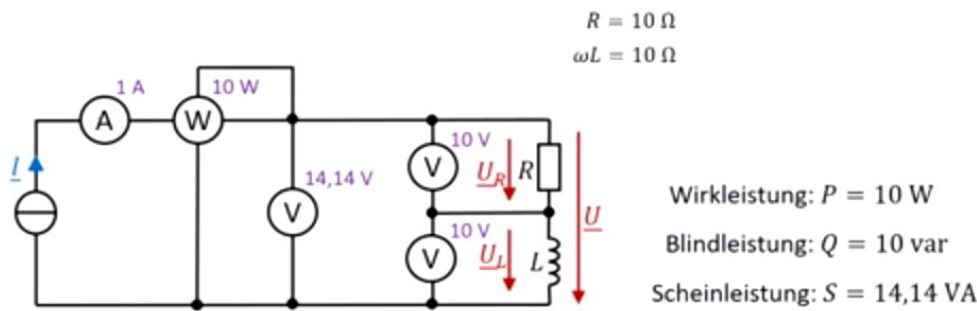 R = 10 Ω
ωL = 10 Ω
1 A
10 W
A
W
I
14,14 V
V
10 V
V
U_R
R
10 V
V
U_L
L
U
Wirkleistung: P = 10 W
Blindleistung: Q = 10 var
Scheinleistung: S = 14,14 VA